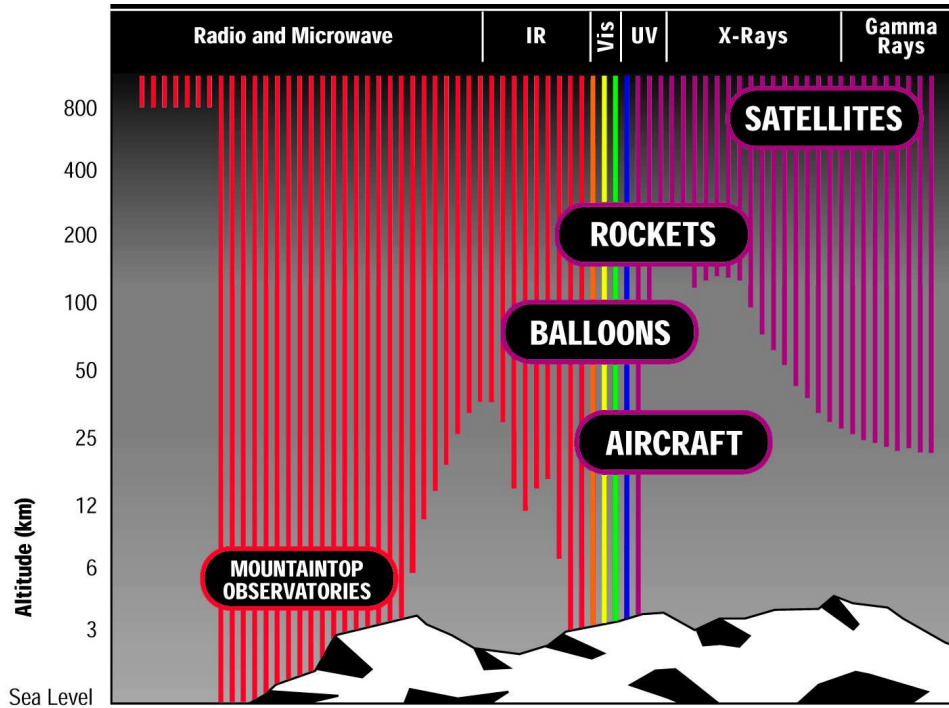 Radio and Microwave
IR
Vis
UV
X-Rays
Gamma
Rays
800
SATELLITES
400
200
ROCKETS
100
BALLOONS
50
25
AIRCRAFT
12
Altitude (km)
6
MOUNTAINTOP
OBSERVATORIES
3
Sea Level